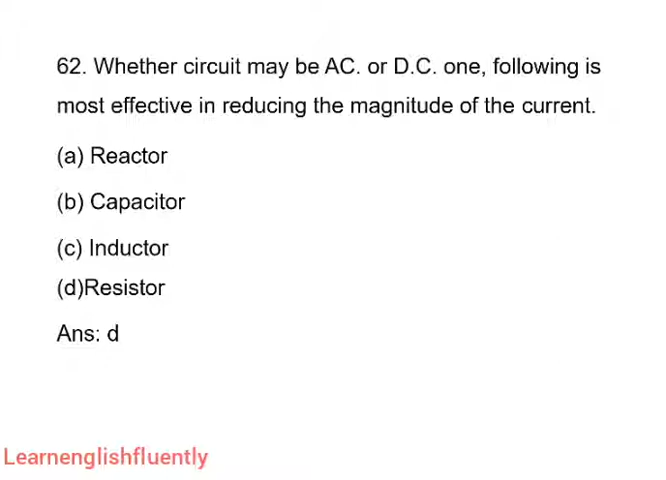 62. Whether circuit may be AC. or D.C. one, following is
most effective in reducing the magnitude of the current.
(a) Reactor
(b) Capacitor
(c) Inductor
(d)Resistor
Ans: d
Learnenglishfluently